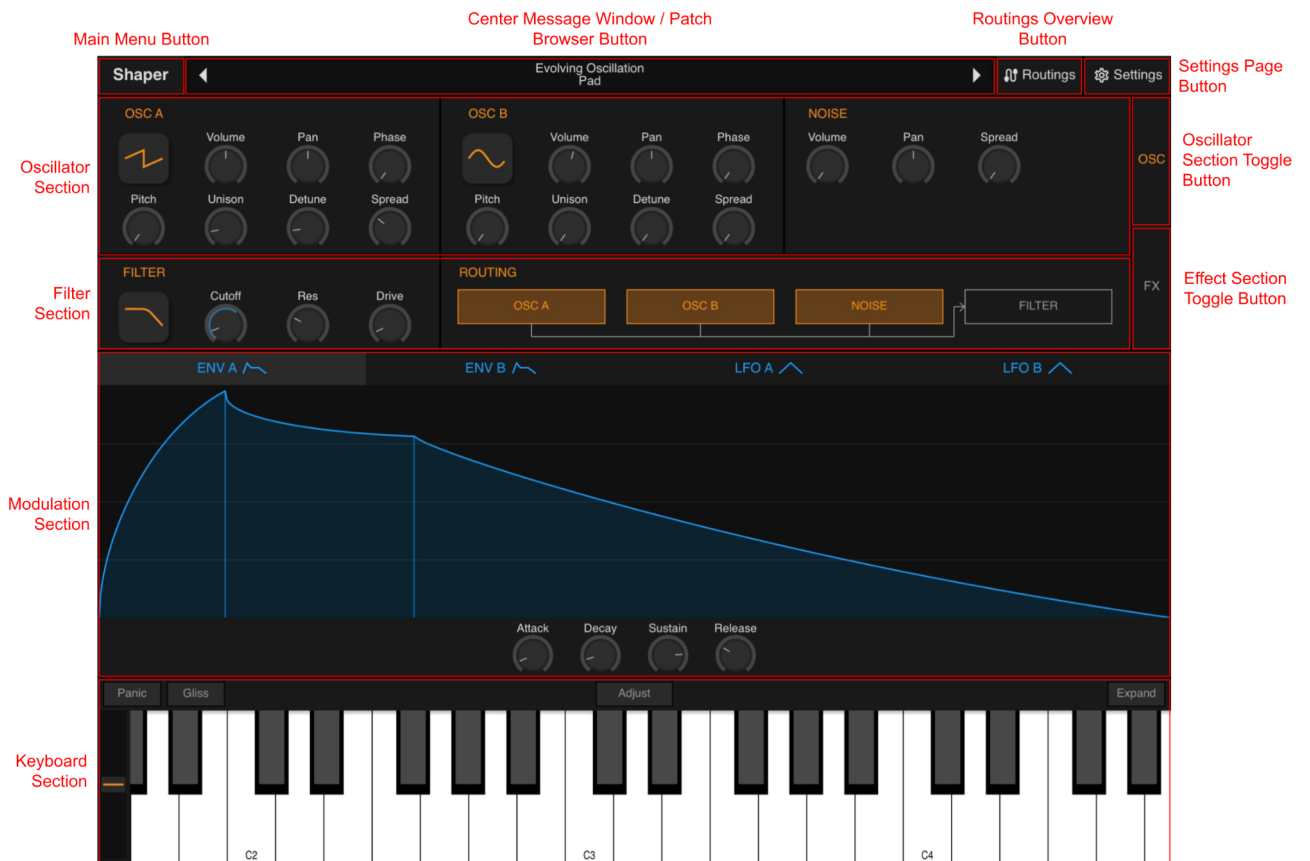 Center Message Window / Patch
Browser Button
Routings Overview
Button
Main Menu Button
Shaper
Evolving Oscillation
Pad
Routings
Settings
Settings Page
Button
OSC A
OSC B
NOISE
Volume Pan Phase
Volume Pan Phase
Volume Pan Spread
Oscillator
Section
OSC
Oscillator
Section Toggle
Button
Pitch Unison Detune Spread
Pitch Unison Detune Spread
FILTER
ROUTING
Filter
Section
Cutoff Res Drive
OSC A
OSC B
NOISE
FILTER
FX
Effect Section
Toggle Button
ENV A
ENV B
LFO A
LFO B
Modulation
Section
Attack Decay Sustain Release
Panic
Gliss
Adjust
Expand
Keyboard
Section
C2
C3
C4